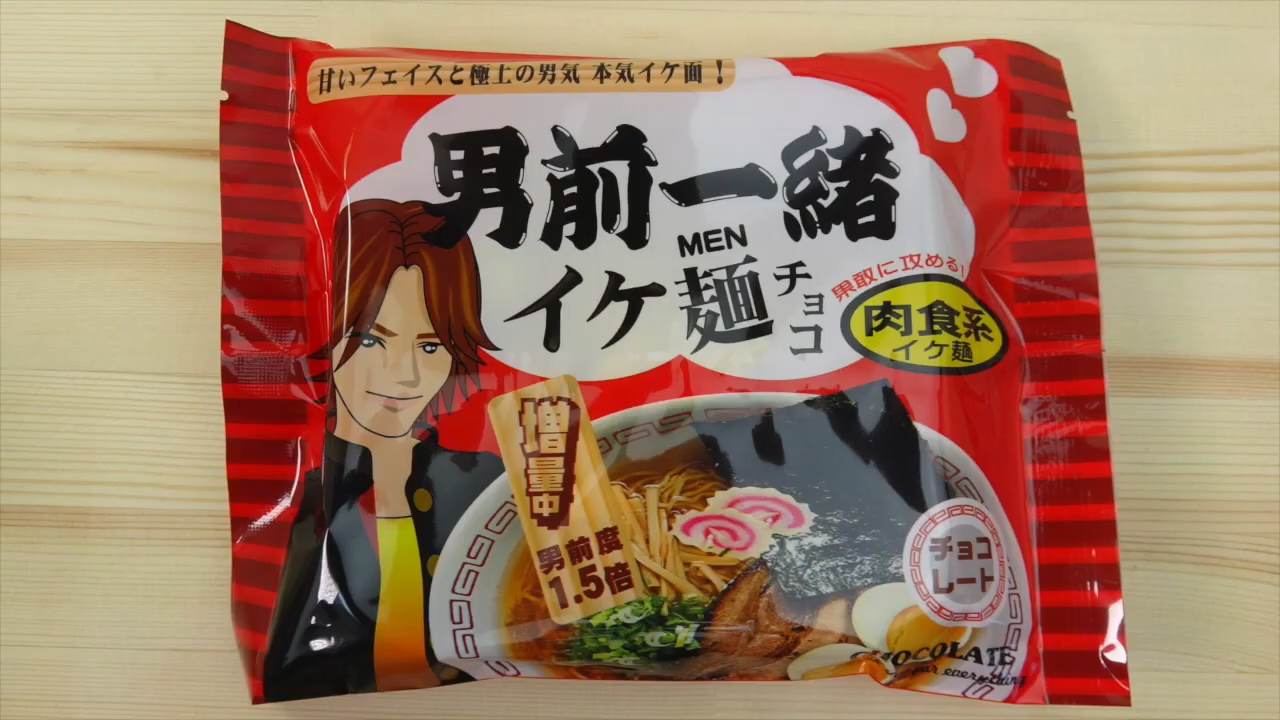 甘いフェイスと極上の男気 本気イケ面!
男前一緒
MEN
イケ麺チョコ
果敢に攻める!
肉食系
イケ麺
増量中
男前度
1.5倍
チョコ
レート
CHOCOLATE
for everything